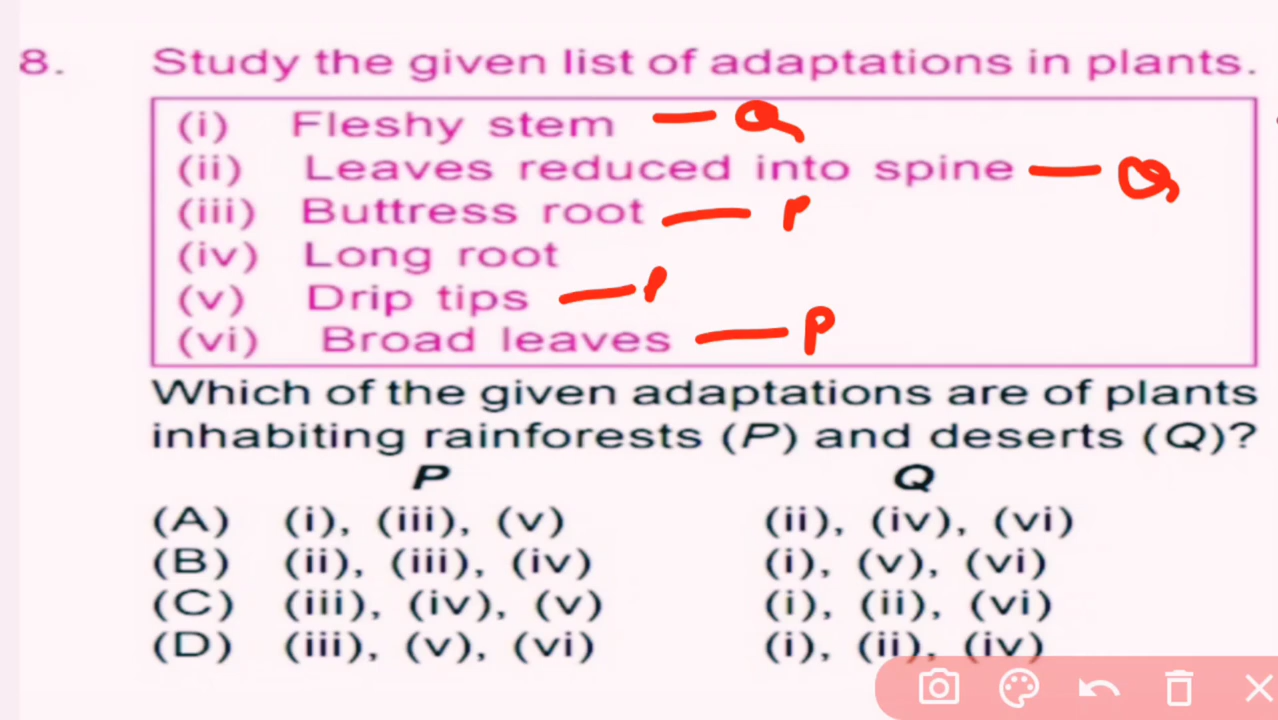 8. Study the given list of adaptations in plants.
(i) Fleshy stem — Q
(ii) Leaves reduced into spine — Q
(iii) Buttress root — P
(iv) Long root
(v) Drip tips — P
(vi) Broad leaves — P
Which of the given adaptations are of plants
inhabiting rainforests (P) and deserts (Q)?
P Q
(A) (i), (iii), (v) (ii), (iv), (vi)
(B) (ii), (iii), (iv) (i), (v), (vi)
(C) (iii), (iv), (v) (i), (ii), (vi)
(D) (iii), (v), (vi) (i), (ii), (iv)